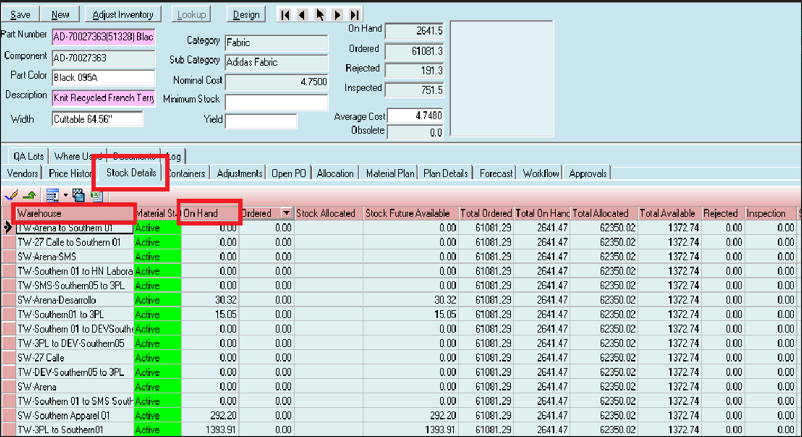 Save New Adjust Inventory Lookup Design
Part Number AD-70027363(51328) Blac Category Fabric On Hand 2641.5
Component AD-70027363 Sub Category Adidas Fabric Ordered 61081.3
Part Color Black 095A Nominal Cost 4.7500 Rejected 191.3
Description Knit Recycled French Terry Minimum Stock Inspected 751.5
Width Cuttable 64.56" Yield Average Cost 4.7480
Obsolete 0.0
QA Lots Where Used Documents Log
Vendors Price History Stock Details Containers Adjustments Open PO Allocation Material Plan Plan Details Forecast Workflow Approvals
Warehouse Material Sta On Hand Ordered Stock Allocated Stock Future Available Total Ordered Total On Hand Total Allocated Total Available Rejected Inspection S
TW-Arena to Southern 01 Active 0.00 0.00 0.00 61081.29 2641.47 62350.02 1372.74 0.00 0.00
TW-27 Calle to Southern 01 Active 0.00 0.00 0.00 61081.29 2641.47 62350.02 1372.74 0.00 0.00
SW-Arena-SMS Active 0.00 0.00 0.00 61081.29 2641.47 62350.02 1372.74 0.00 0.00
TW-Southern 01 to HN Labora Active 0.00 0.00 0.00 61081.29 2641.47 62350.02 1372.74 0.00 0.00
TW-SMS-Southern05 to 3PL Active 0.00 0.00 0.00 61081.29 2641.47 62350.02 1372.74 0.00 0.00
SW-Arena-Desarrollo Active 30.32 0.00 30.32 61081.29 2641.47 62350.02 1372.74 0.00 0.00
TW-Southern01 to 3PL Active 15.05 0.00 15.05 61081.29 2641.47 62350.02 1372.74 0.00 0.00
TW-Southern 01 to DEVSouthe Active 0.00 0.00 0.00 61081.29 2641.47 62350.02 1372.74 0.00 0.00
TW-3PL to DEV-Southern05 Active 0.00 0.00 0.00 61081.29 2641.47 62350.02 1372.74 0.00 0.00
SW-27 Calle Active 0.00 0.00 0.00 61081.29 2641.47 62350.02 1372.74 0.00 0.00
TW-DEV-Southern05 to 3PL Active 0.00 0.00 0.00 61081.29 2641.47 62350.02 1372.74 0.00 0.00
SW-Arena Active 0.00 0.00 0.00 61081.29 2641.47 62350.02 1372.74 0.00 0.00
TW-Southern 01 to SMS South Active 0.00 0.00 0.00 61081.29 2641.47 62350.02 1372.74 0.00 0.00
SW-Southern Apparel 01 Active 292.20 0.00 292.20 61081.29 2641.47 62350.02 1372.74 0.00 0.00
TW-3PL to Southern01 Active 1393.91 0.00 1393.91 61081.29 2641.47 62350.02 1372.74 0.00 0.00